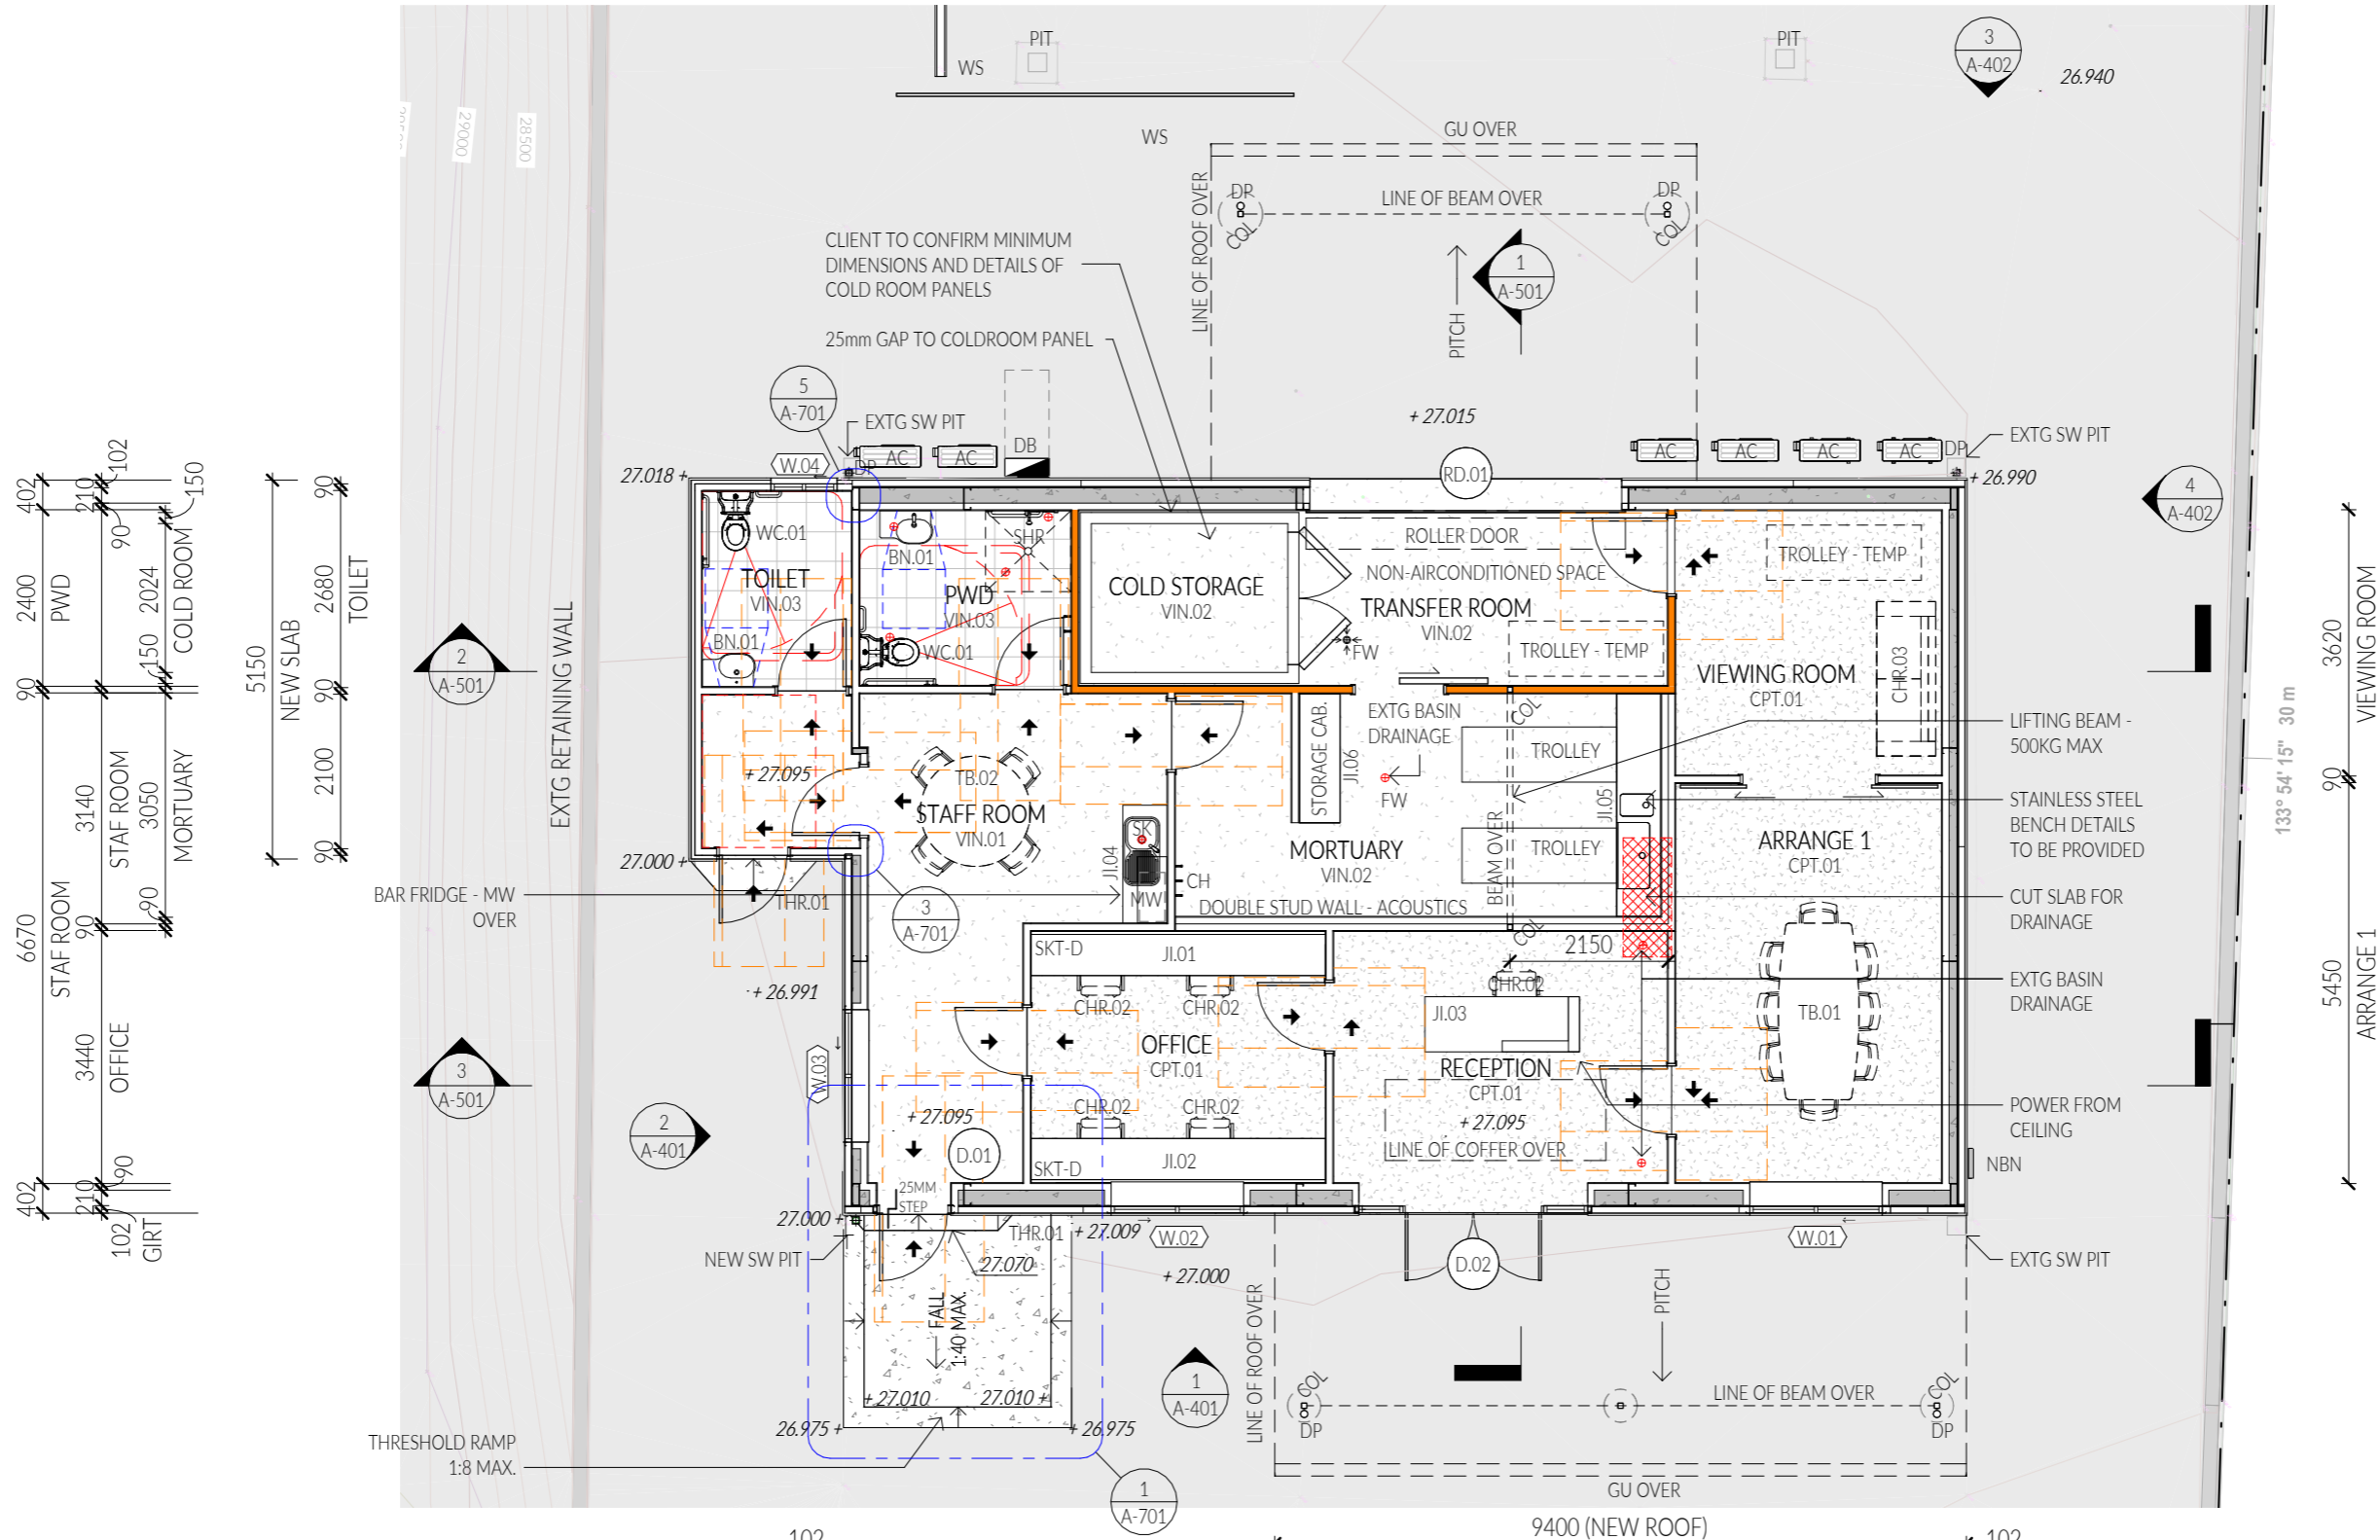 PIT
PIT
3
A-402
WS
26.940
29000
28500
WS
GU OVER
DP
LINE OF BEAM OVER
DP
COL
COL
LINE OF ROOF OVER
CLIENT TO CONFIRM MINIMUM
DIMENSIONS AND DETAILS OF
COLD ROOM PANELS
1
A-501
PITCH
25mm GAP TO COLDROOM PANEL
5
A-701
EXTG SW PIT
+ 27.015
DB
AC
AC
DP
W.04
27.018 +
RD.01
AC
AC
AC
AC
DP
EXTG SW PIT
+ 26.990
4
A-402
402
210
102
90
150
2400
PWD
2024
COLD ROOM
150
90
2680
TOILET
90
5150
NEW SLAB
2100
90
90
3140
STAF ROOM
3050
MORTUARY
90
90
6670
STAF ROOM
3440
OFFICE
402
210
90
102
GIRT
WC.01
TOILET
VIN.03
BN.01
BN.01
SHR
PWD
VIN.03
WC.01
COLD STORAGE
VIN.02
ROLLER DOOR
NON-AIRCONDITIONED SPACE
TRANSFER ROOM
VIN.02
TROLLEY - TEMP
FW
TROLLEY - TEMP
VIEWING ROOM
CPT.01
CHR.03
2
A-501
EXTG RETAINING WALL
3620
VIEWING ROOM
90
5450
ARRANGE 1
133° 54' 15" 30 m
LIFTING BEAM -
500KG MAX
STAINLESS STEEL
BENCH DETAILS
TO BE PROVIDED
CUT SLAB FOR
DRAINAGE
EXTG BASIN
DRAINAGE
POWER FROM
CEILING
+ 27.095
TB.02
STAFF ROOM
VIN.01
SK
JI.04
MW
CH
STORAGE CAB.
JI.06
EXTG BASIN
DRAINAGE
FW
COL
TROLLEY
TROLLEY
JI.05
BEAM OVER
MORTUARY
VIN.02
DOUBLE STUD WALL - ACOUSTICS
COL
ARRANGE 1
CPT.01
TB.01
27.000 +
BAR FRIDGE - MW
OVER
THR.01
3
A-701
+ 26.991
SKT-D
JI.01
CHR.02
CHR.02
OFFICE
CPT.01
CHR.02
CHR.02
SKT-D
JI.02
2150
CHR.02
JI.03
RECEPTION
CPT.01
+ 27.095
LINE OF COFFER OVER
3
A-501
W.03
2
A-401
+ 27.095
D.01
25MM
STEP
NBN
27.000 +
NEW SW PIT
THR.01
+ 27.009
27.070
W.02
D.02
W.01
EXTG SW PIT
+ 27.000
FALL
1:40 MAX.
+ 27.010
27.010 +
26.975 +
+ 26.975
THRESHOLD RAMP
1:8 MAX.
1
A-401
1
A-701
LINE OF ROOF OVER
PITCH
COL
DP
LINE OF BEAM OVER
COL
DP
GU OVER
9400 (NEW ROOF)
102
102